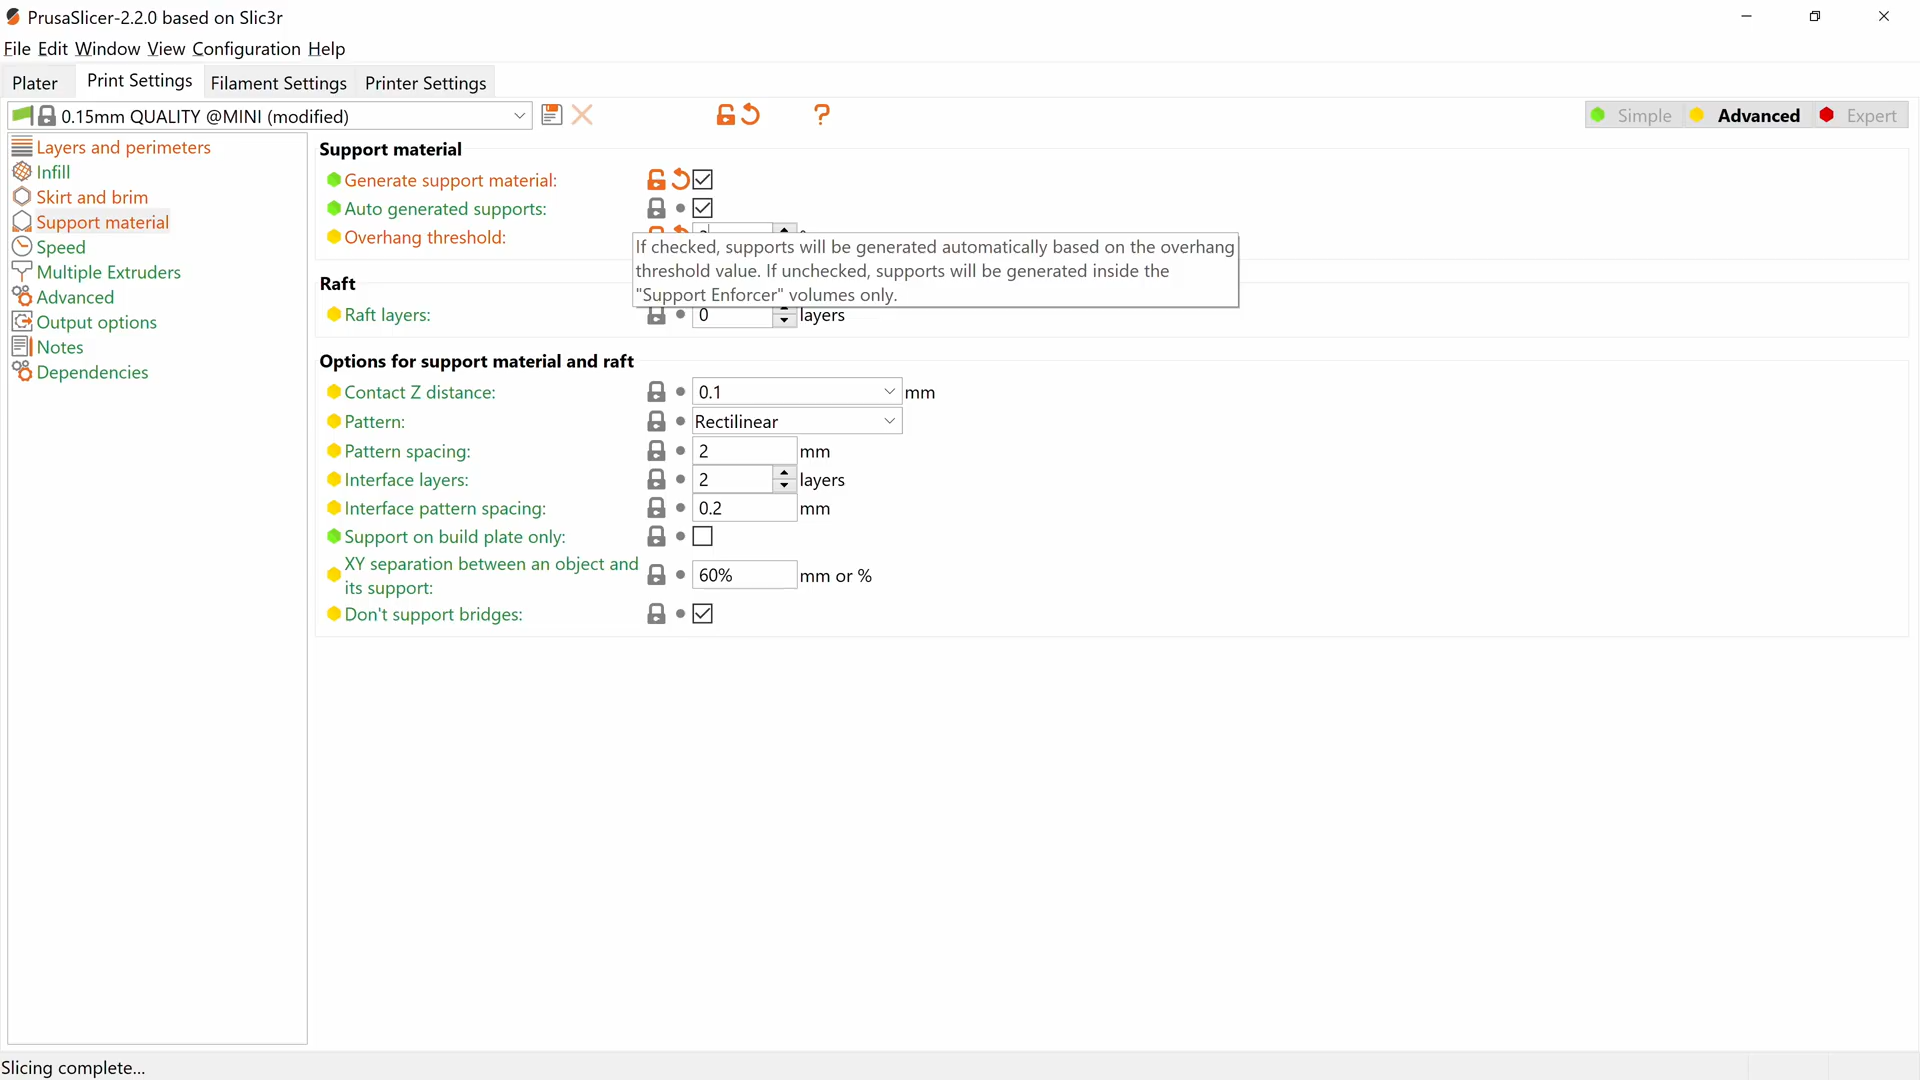 PrusaSlicer-2.2.0 based on Slic3r
File Edit Window View Configuration Help
Plater Print Settings Filament Settings Printer Settings
0.15mm QUALITY @MINI (modified) ? Simple Advanced Expert
Layers and perimeters
Infill
Skirt and brim
Support material
Speed
Multiple Extruders
Advanced
Output options
Notes
Dependencies
Support material
Generate support material:
Auto generated supports:
Overhang threshold:
If checked, supports will be generated automatically based on the overhang
threshold value. If unchecked, supports will be generated inside the
"Support Enforcer" volumes only.
Raft
Raft layers: 0 layers
Options for support material and raft
Contact Z distance: 0.1 mm
Pattern: Rectilinear
Pattern spacing: 2 mm
Interface layers: 2 layers
Interface pattern spacing: 0.2 mm
Support on build plate only:
XY separation between an object and
its support: 60% mm or %
Don't support bridges:
Slicing complete...